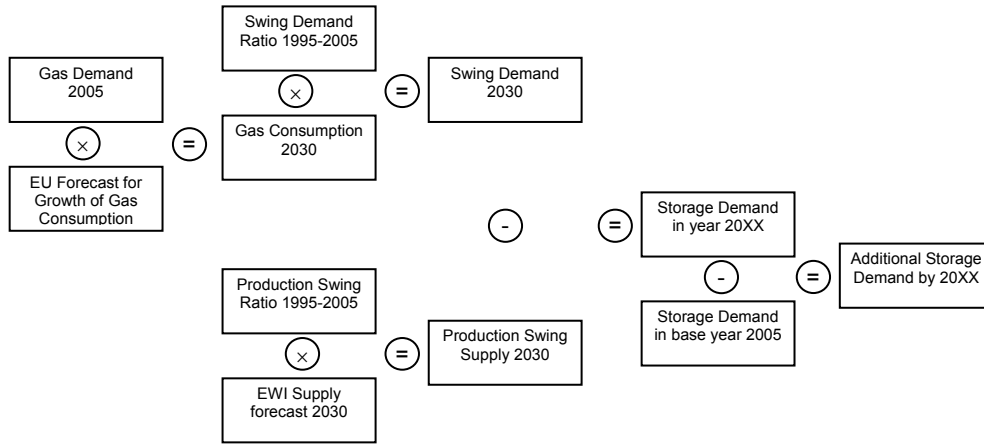 Swing Demand
Ratio 1995-2005
Gas Demand
2005
×
=
Swing Demand
2030
×
=
Gas Consumption
2030
EU Forecast for
Growth of Gas
Consumption
-
=
Storage Demand
in year 20XX
-
=
Additional Storage
Demand by 20XX
Storage Demand
in base year 2005
Production Swing
Ratio 1995-2005
×
=
Production Swing
Supply 2030
EWI Supply
forecast 2030